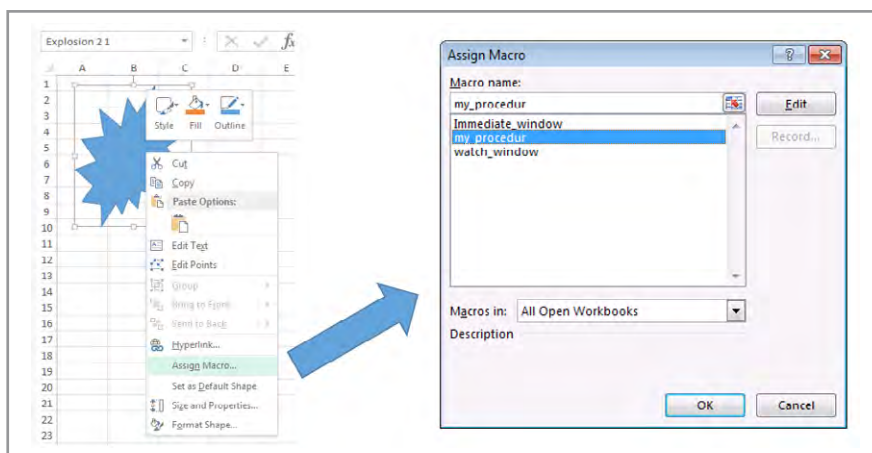 Explosion 2 1
fx
A B C D E
1
2
3
4
5
6
7
8
9
10
11
12
13
14
15
16
17
18
19
20
21
22
23
Style Fill Outline
Cut
Copy
Paste Options:
Edit Text
Edit Points
Group
Bring to Front
Send to Back
Hyperlink...
Assign Macro...
Set as Default Shape
Size and Properties...
Format Shape...
Assign Macro
Macro name:
my_procedur
Edit
Immediate_window
my_procedur
watch_window
Record...
Macros in: All Open Workbooks
Description
OK Cancel